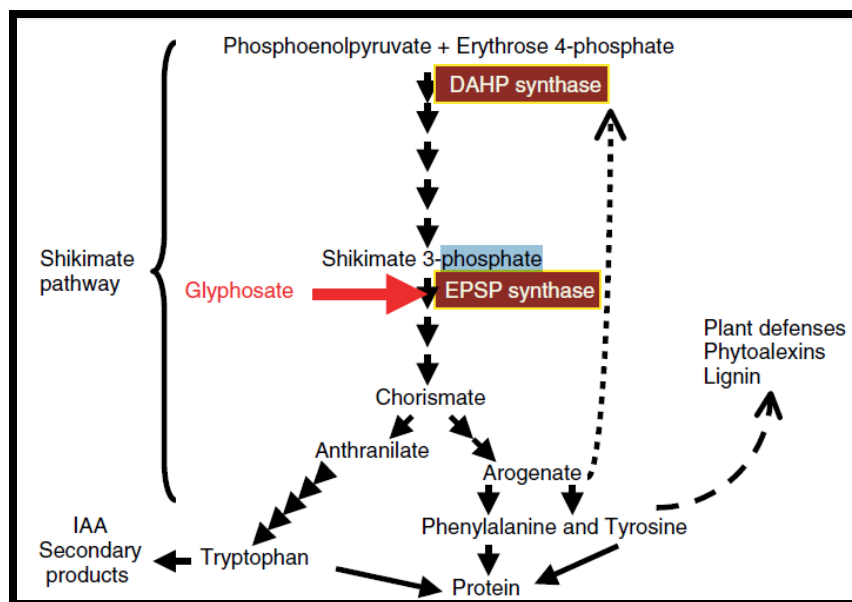 Phosphoenolpyruvate + Erythrose 4-phosphate
DAHP synthase
Shikimate 3-phosphate
Shikimate
pathway
Glyphosate
EPSP synthase
Plant defenses
Phytoalexins
Lignin
Chorismate
Anthranilate
Arogenate
IAA
Secondary
products
Tryptophan
Phenylalanine and Tyrosine
Protein